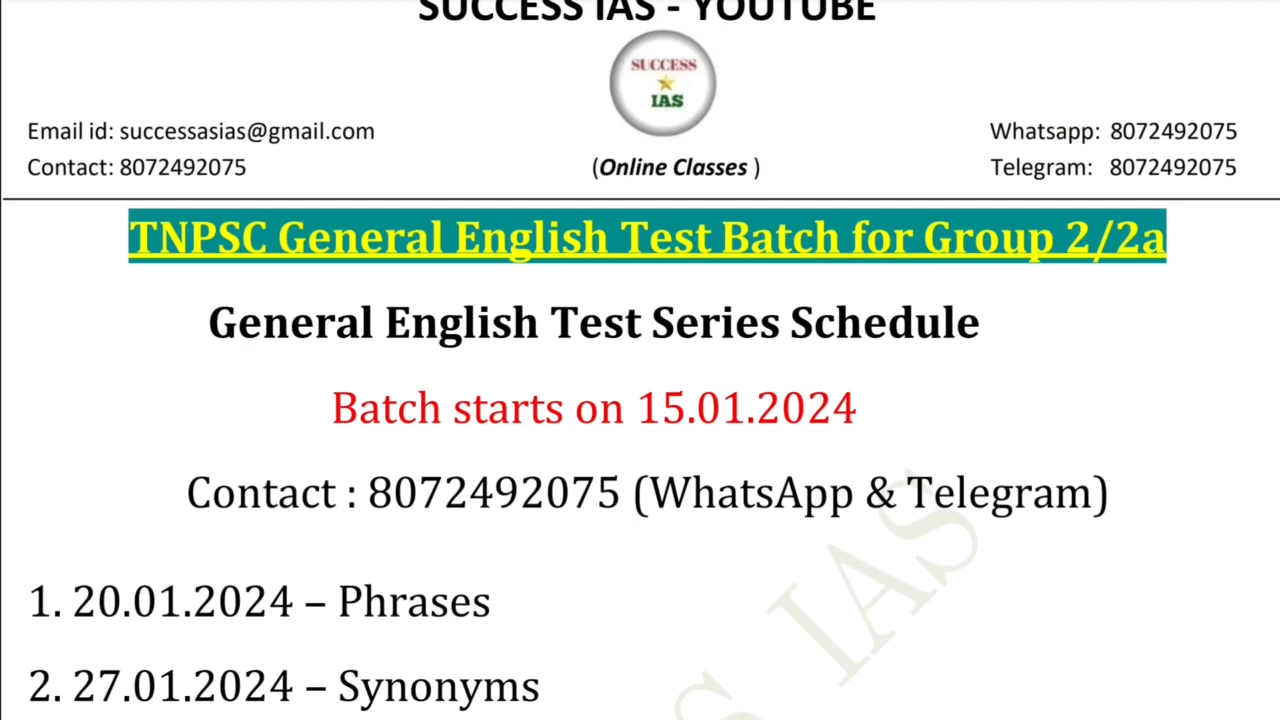 SUCCESS IAS - YOUTUBE
SUCCESS
IAS
Email id: successasias@gmail.com
Whatsapp: 8072492075
Contact: 8072492075
(Online Classes )
Telegram: 8072492075
TNPSC General English Test Batch for Group 2/2a
General English Test Series Schedule
Batch starts on 15.01.2024
Contact : 8072492075 (WhatsApp & Telegram)
1. 20.01.2024 – Phrases
2. 27.01.2024 – Synonyms
IAS